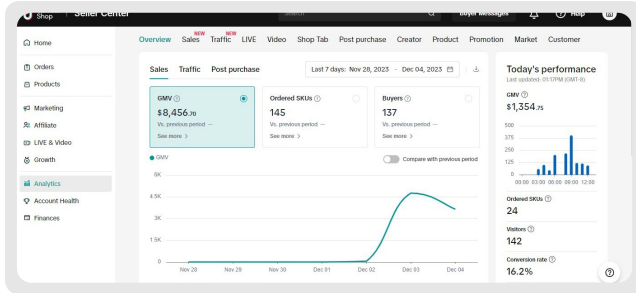 Shop | Seller Center
Search
Buyer Messages
Help
Home
Orders
Products
Marketing
Affiliate
LIVE & Video
Growth
Analytics
Account Health
Finances
Overview Sales NEW Traffic NEW LIVE Video Shop Tab Post purchase Creator Product Promotion Market Customer
Sales Traffic Post purchase
Last 7 days: Nov 28, 2023 - Dec 04, 2023
GMV
$8,456.70
Vs. previous period —
See more >
Ordered SKUs
145
Vs. previous period —
See more >
Buyers
137
Vs. previous period —
See more >
GMV
Compare with previous period
6K
4.5K
3K
1.5K
0
Nov 28 Nov 29 Nov 30 Dec 01 Dec 02 Dec 03 Dec 04
Today's performance
Last updated: 01:17PM (GMT-8)
GMV
$1,354.75
500
375
250
125
0
00:00 03:00 06:00 09:00 12:00
Ordered SKUs
24
Visitors
142
Conversion rate
16.2%